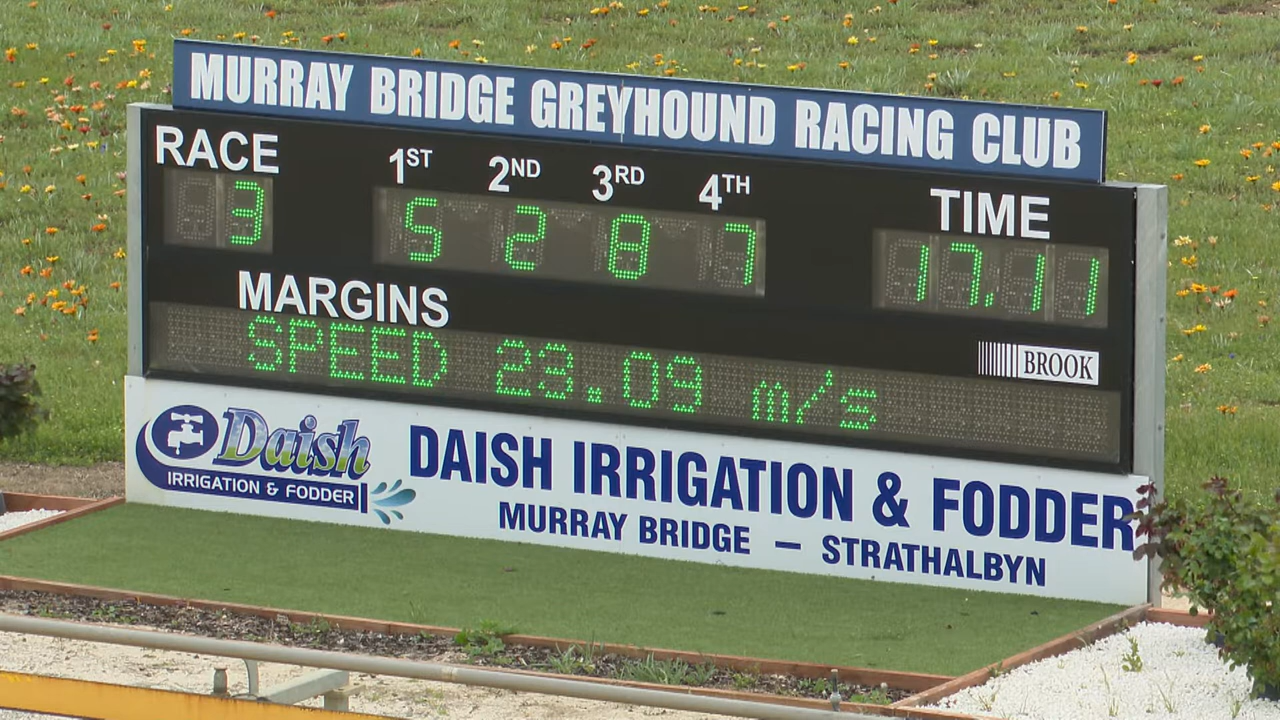 MURRAY BRIDGE GREYHOUND RACING CLUB
RACE 1ST 2ND 3RD 4TH TIME
3 5 2 8 7 17.11
MARGINS
BROOK
SPEED 23.09 m/s
Daish
IRRIGATION & FODDER
DAISH IRRIGATION & FODDER
MURRAY BRIDGE – STRATHALBYN